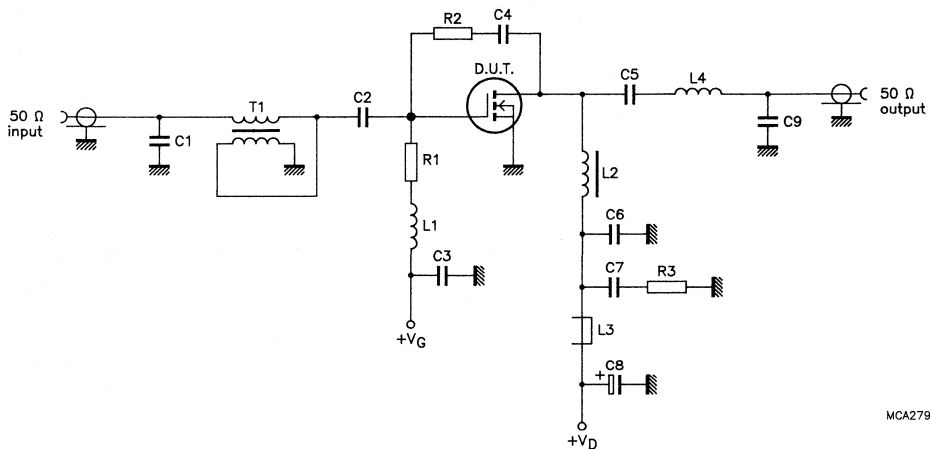 R2
C4
D.U.T.
50 Ω
input
C1
T1
C2
R1
L1
C3
+VG
C5
L4
50 Ω
output
C9
L2
C6
C7
R3
L3
+
C8
+VD
MCA279